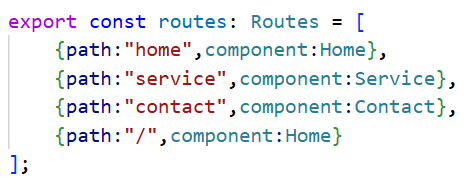 export const routes: Routes = [
    {path:"home",component:Home},
    {path:"service",component:Service},
    {path:"contact",component:Contact},
    {path:"/",component:Home}
];